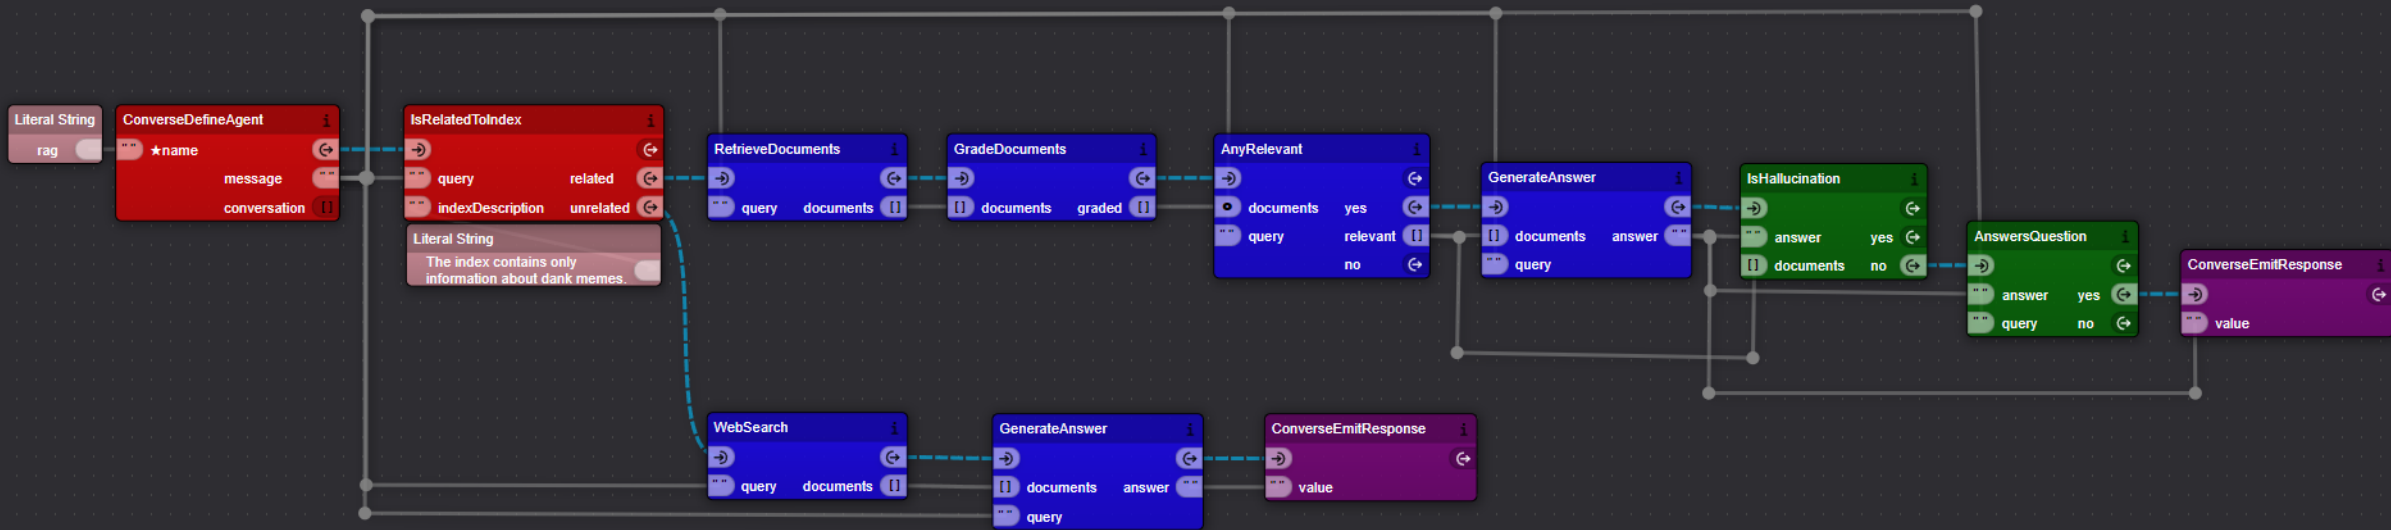 Literal String
rag
ConverseDefineAgent i
★name
message
conversation
IsRelatedToIndex i
query related
indexDescription unrelated
Literal String
The index contains only
information about dank memes.
RetrieveDocuments i
query documents
GradeDocuments i
documents graded
AnyRelevant i
documents yes
query relevant
no
GenerateAnswer i
documents answer
query
IsHallucination i
answer yes
documents no
AnswersQuestion i
answer yes
query no
ConverseEmitResponse i
value
WebSearch i
query documents
GenerateAnswer i
documents answer
query
ConverseEmitResponse i
value